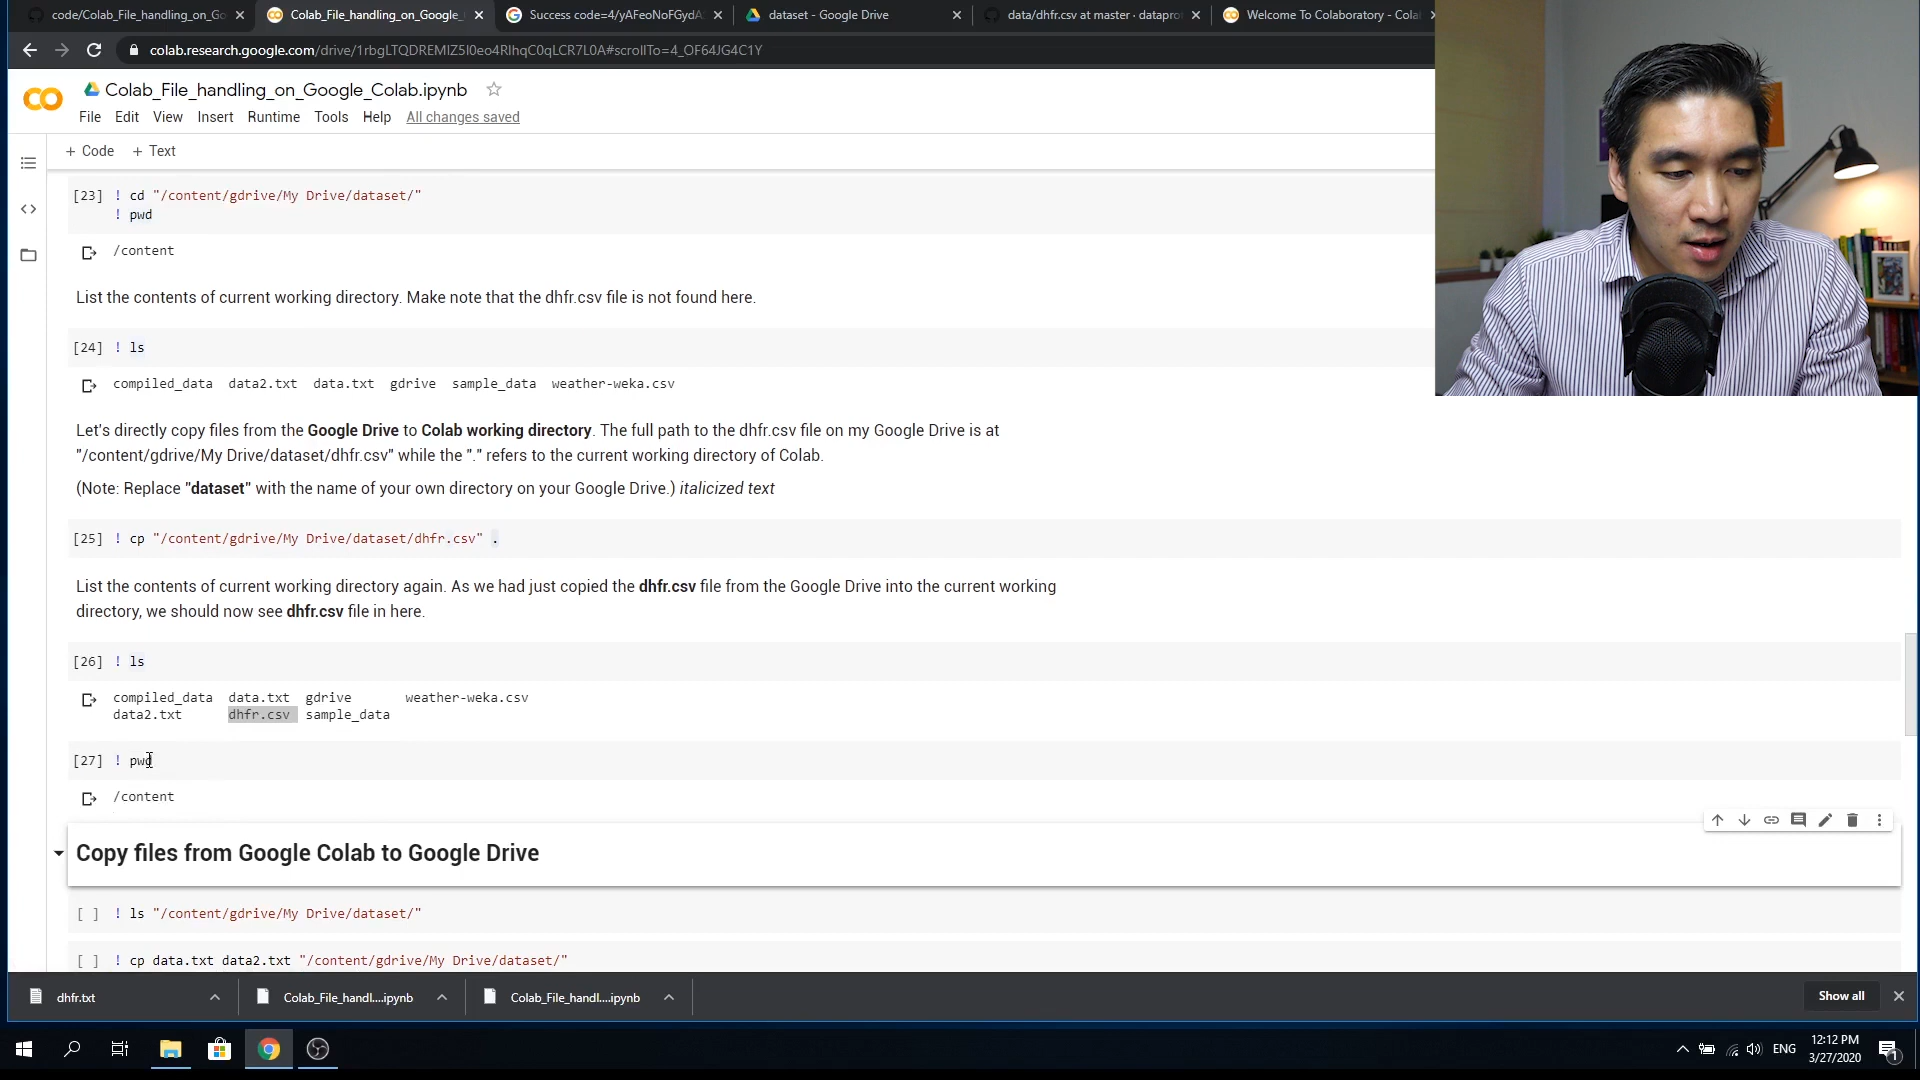 code/Colab_File_handling_on_Go
Colab_File_handling_on_Google_
Success code=4/yAFeoNoFGydA
dataset - Google Drive
data/dhfr.csv at master · datapro
Welcome To Colaboratory - Cola
colab.research.google.com/drive/1rbgLTQDREMIZ5I0eo4RIhqC0qLCR7L0A#scrollTo=4_OF64JG4C1Y
CO
Colab_File_handling_on_Google_Colab.ipynb
File Edit View Insert Runtime Tools Help All changes saved
+ Code + Text
[23] ! cd "/content/gdrive/My Drive/dataset/"
! pwd
/content
List the contents of current working directory. Make note that the dhfr.csv file is not found here.
[24] ! ls
compiled_data data2.txt data.txt gdrive sample_data weather-weka.csv
Let's directly copy files from the Google Drive to Colab working directory. The full path to the dhfr.csv file on my Google Drive is at
"/content/gdrive/My Drive/dataset/dhfr.csv" while the "." refers to the current working directory of Colab.
(Note: Replace "dataset" with the name of your own directory on your Google Drive.) italicized text
[25] ! cp "/content/gdrive/My Drive/dataset/dhfr.csv" .
List the contents of current working directory again. As we had just copied the dhfr.csv file from the Google Drive into the current working
directory, we should now see dhfr.csv file in here.
[26] ! ls
compiled_data data.txt gdrive weather-weka.csv
data2.txt dhfr.csv sample_data
[27] ! pwd
/content
Copy files from Google Colab to Google Drive
[ ] ! ls "/content/gdrive/My Drive/dataset/"
[ ] ! cp data.txt data2.txt "/content/gdrive/My Drive/dataset/"
dhfr.txt
Colab_File_handl....ipynb
Colab_File_handl....ipynb
Show all
ENG
12:12 PM
3/27/2020
1